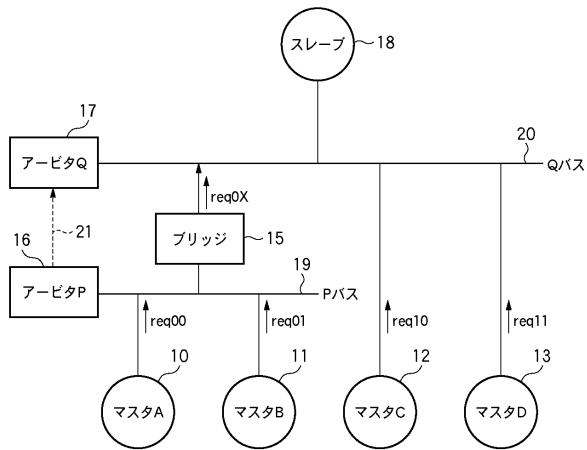 スレーブ
18
17
アービタQ
20
Qバス
req0X
21
16
ブリッジ
15
アービタP
19
Pバス
req00
req01
req10
req11
10
11
12
13
マスタA
マスタB
マスタC
マスタD